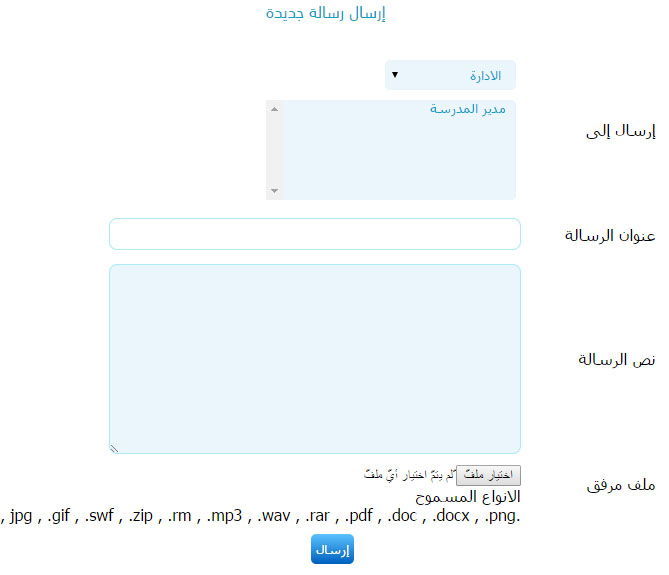 إرسال رسالة جديدة
الادارة
إرسال إلى
مدير المدرسة
عنوان الرسالة
نص الرسالة
ملف مرفق
اختيار ملفّ لم يتمّ اختيار أيّ ملفّ
الانواع المسموح
, jpg , .gif , .swf , .zip , .rm , .mp3 , .wav , .rar , .pdf , .doc , .docx , .png.
إرسال